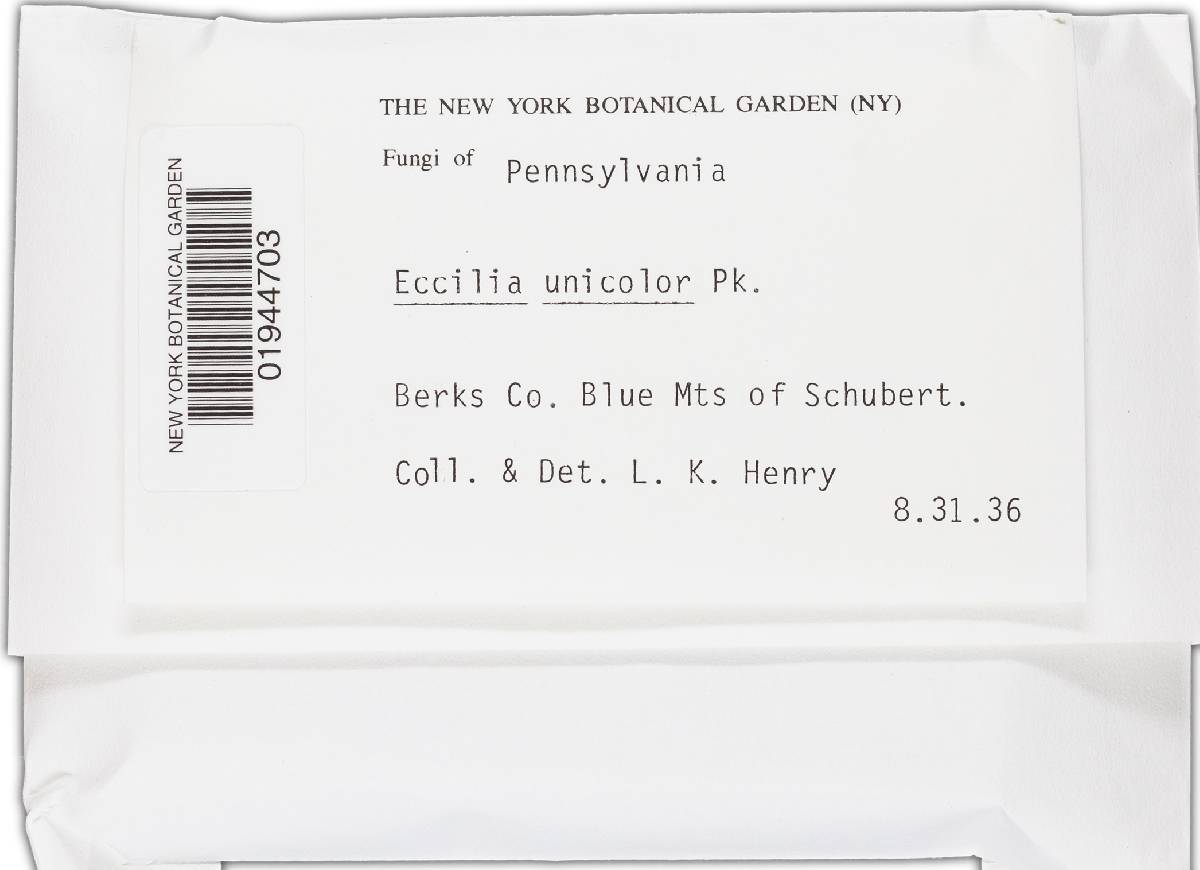 THE NEW YORK BOTANICAL GARDEN (NY)
Fungi of Pennsylvania
Eccilia unicolor Pk.
Berks Co. Blue Mts of Schubert.
Coll. & Det. L. K. Henry
8.31.36
NEW YORK BOTANICAL GARDEN
01944703